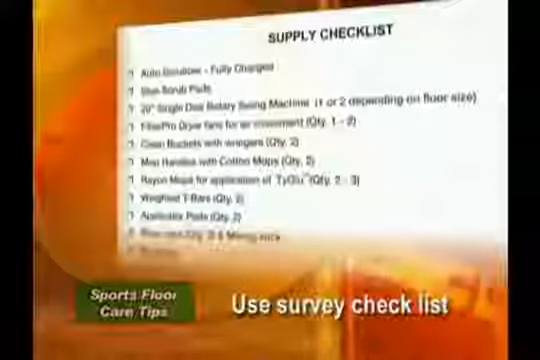 SUPPLY CHECKLIST
Auto Scrubber - Fully Charged
Blue Scrub Pads
20" Single Disk Rotary Swing Machine (1 or 2 depending on floor size)
Dryer fans for air movement (Qty. 1 - 2)
Clean Buckets with wringers (Qty. 2)
Mop Handles with Cotton Mops (Qty. 2)
Rayon Mops for application of (Qty. 2 - 3)
Weighted T-Bars (Qty. 2)
Applicator Pads (Qty. 2)
Sports Floor
Care Tips
Use survey check list